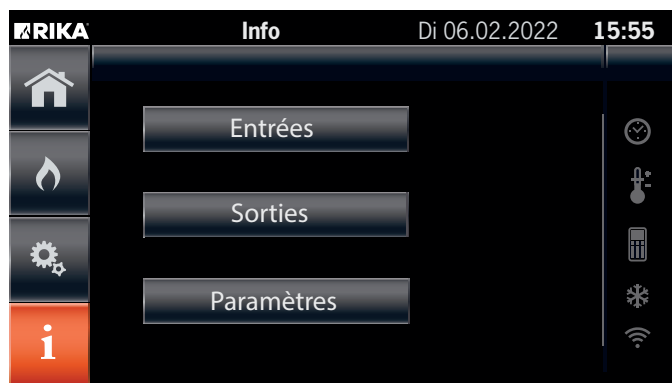 RIKA Info Di 06.02.2022 15:55
Entrées
Sorties
Paramètres
i